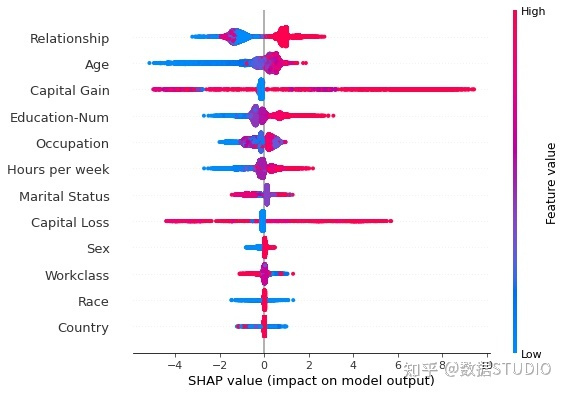 High
Relationship
Age
Capital Gain
Education-Num
Occupation
Hours per week
Marital Status
Capital Loss
Sex
Workclass
Race
Country
Feature value
Low
−4 −2 0 2 4 6 8 10
SHAP value (impact on model output)
知乎 @数据STUDIO